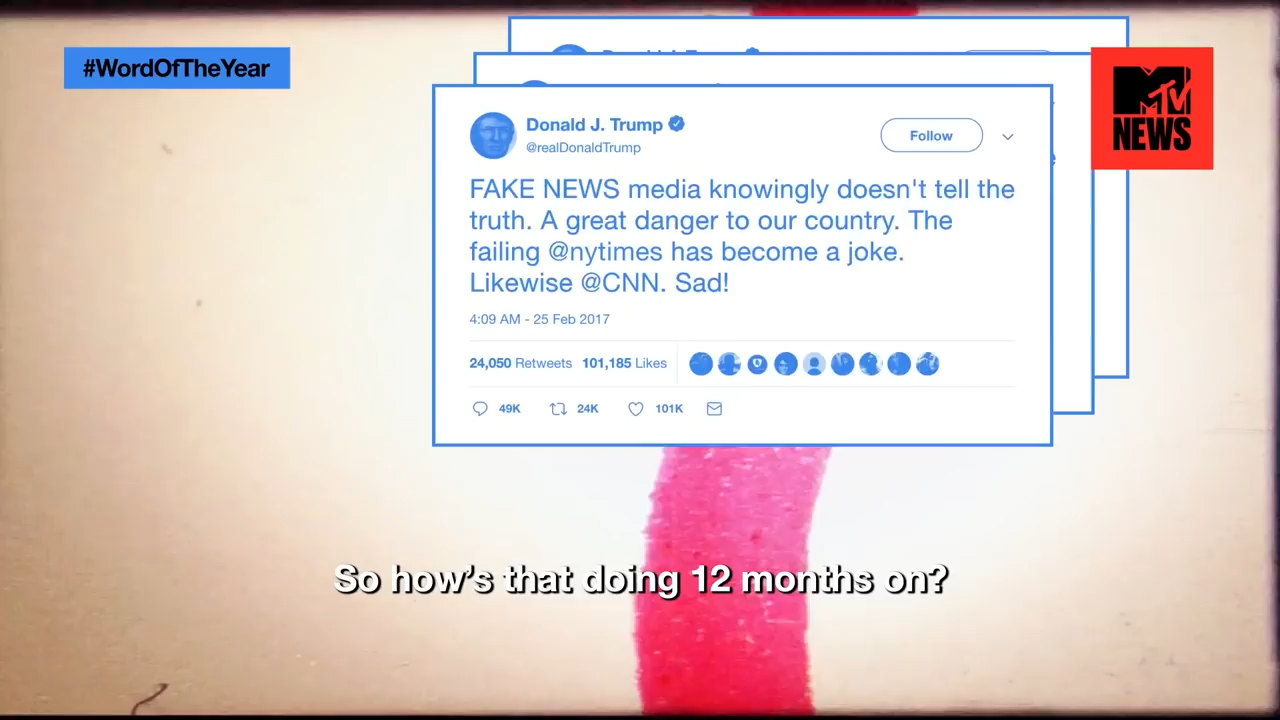 #WordOfTheYear
MTV
NEWS
Donald J. Trump
@realDonaldTrump
Follow
FAKE NEWS media knowingly doesn't tell the
truth. A great danger to our country. The
failing @nytimes has become a joke.
Likewise @CNN. Sad!
4:09 AM - 25 Feb 2017
24,050 Retweets 101,185 Likes
49K 24K 101K
So how's that doing 12 months on?